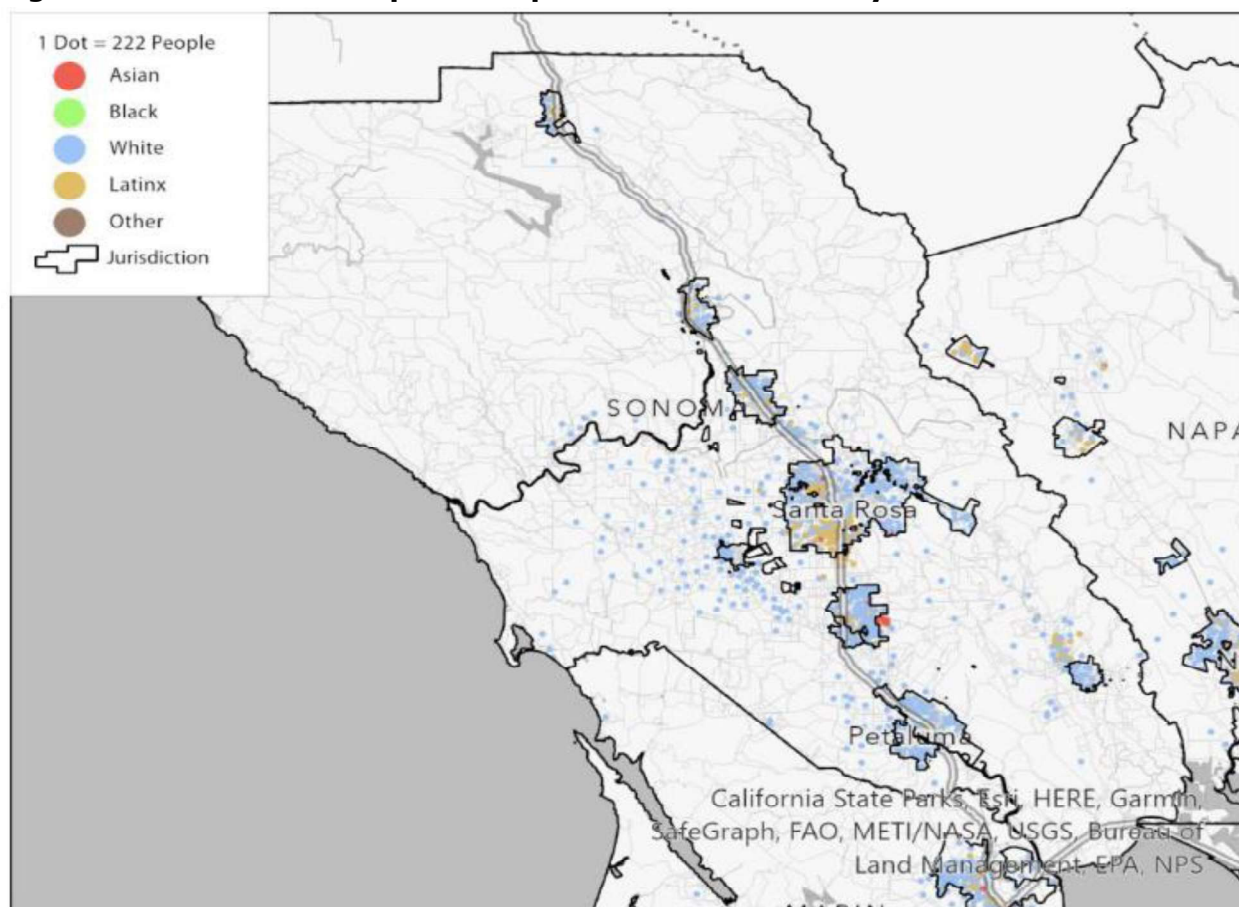 1 Dot = 222 People
Asian
Black
White
Latinx
Other
Jurisdiction
SONOMA
NAPA
Santa Rosa
Petaluma
California State Parks, Esri, HERE, Garmin,
SafeGraph, FAO, METI/NASA, USGS, Bureau of
Land Management, EPA, NPS